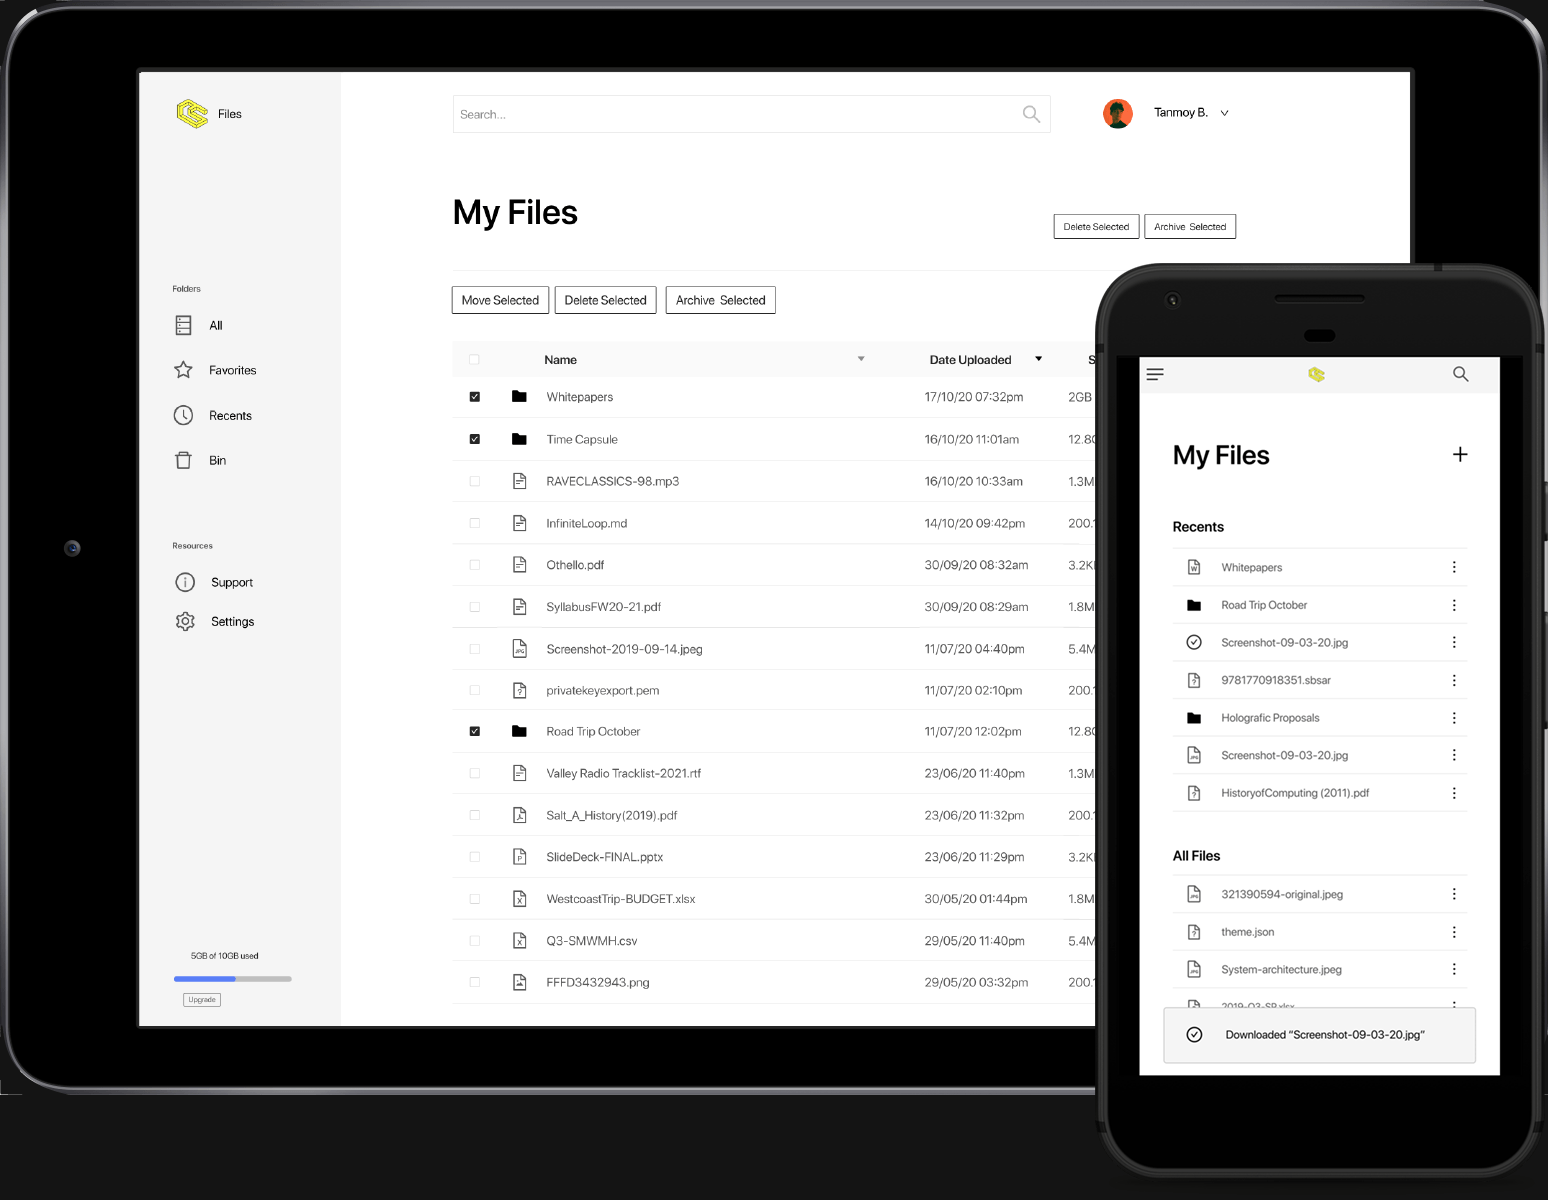 Files
Search...
Tanmoy B.
My Files
Delete Selected
Archive Selected
Folders
All
Favorites
Recents
Bin
Resources
Support
Settings
5GB of 10GB used
Upgrade
Move Selected
Delete Selected
Archive Selected
Name Date Uploaded S
Whitepapers 17/10/20 07:32pm 2GB
Time Capsule 16/10/20 11:01am 12.8G
RAVECLASSICS-98.mp3 16/10/20 10:33am 1.3M
InfiniteLoop.md 14/10/20 09:42pm 200.1
Othello.pdf 30/09/20 08:32am 3.2K
SyllabusFW20-21.pdf 30/09/20 08:29am 1.8M
Screenshot-2019-09-14.jpeg 11/07/20 04:40pm 5.4M
privatekeyexport.pem 11/07/20 02:10pm 200.1
Road Trip October 11/07/20 12:02pm 12.8G
Valley Radio Tracklist-2021.rtf 23/06/20 11:40pm 1.3M
Salt_A_History(2019).pdf 23/06/20 11:32pm 200.1
SlideDeck-FINAL.pptx 23/06/20 11:29pm 3.2K
WestcoastTrip-BUDGET.xlsx 30/05/20 01:44pm 1.8M
Q3-SMWMH.csv 29/05/20 11:40pm 5.4M
FFFD3432943.png 29/05/20 03:32pm 200.1
My Files
Recents
Whitepapers
Road Trip October
Screenshot-09-03-20.jpg
9781770918351.sbsar
Holografic Proposals
Screenshot-09-03-20.jpg
HistoryofComputing (2011).pdf
All Files
321390594-original.jpeg
theme.json
System-architecture.jpeg
2019-Q3-SR.xlsx
Downloaded “Screenshot-09-03-20.jpg”